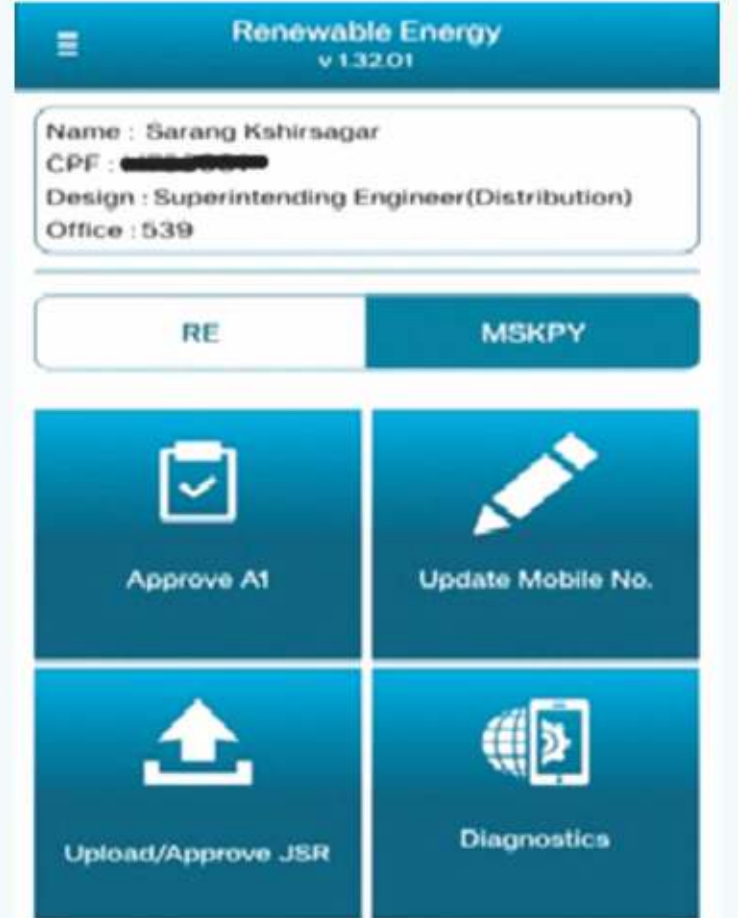 Renewable Energy
v 1.32.01
Name : Sarang Kshirsagar
CPF :
Design : Superintending Engineer(Distribution)
Office : 539
RE
MSKPY
Approve A1
Update Mobile No.
Upload/Approve JSR
Diagnostics